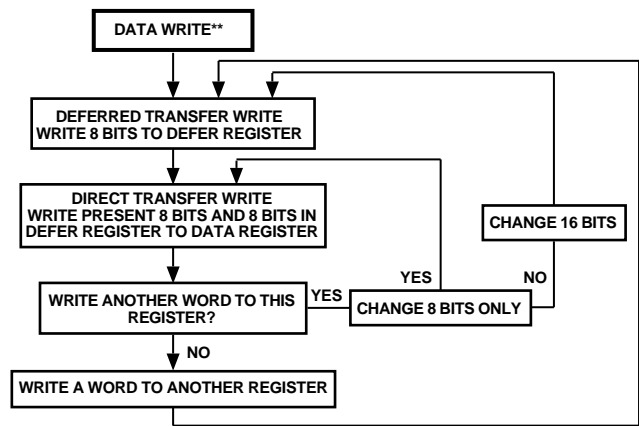 DATA WRITE**
DEFERRED TRANSFER WRITE
WRITE 8 BITS TO DEFER REGISTER
DIRECT TRANSFER WRITE
WRITE PRESENT 8 BITS AND 8 BITS IN
DEFER REGISTER TO DATA REGISTER
CHANGE 16 BITS
YES
NO
WRITE ANOTHER WORD TO THIS
REGISTER?
YES
CHANGE 8 BITS ONLY
NO
WRITE A WORD TO ANOTHER REGISTER